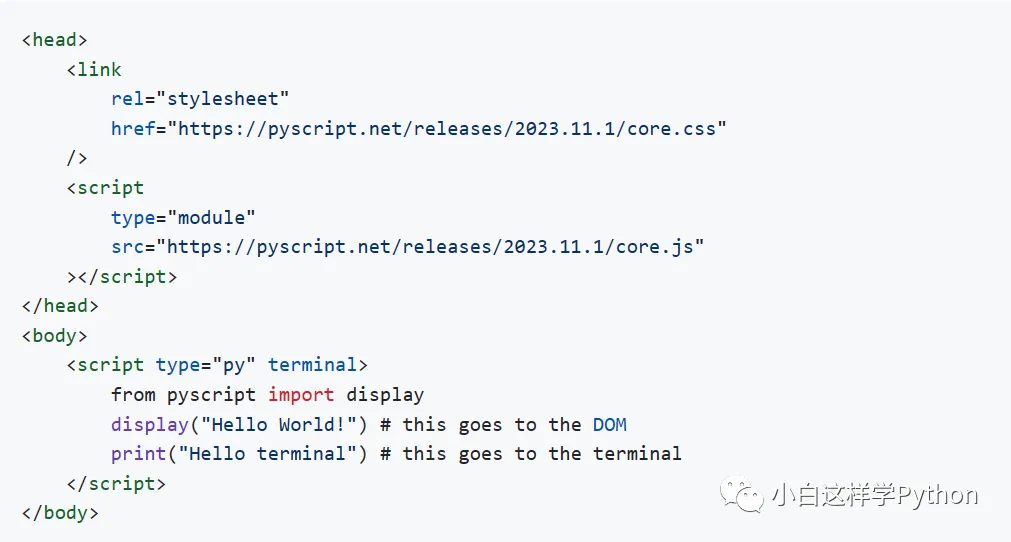 <head>
    <link
        rel="stylesheet"
        href="https://pyscript.net/releases/2023.11.1/core.css"
    />
    <script
        type="module"
        src="https://pyscript.net/releases/2023.11.1/core.js"
    ></script>
</head>
<body>
    <script type="py" terminal>
        from pyscript import display
        display("Hello World!") # this goes to the DOM
        print("Hello terminal") # this goes to the terminal
    </script>
小白这样学Python
</body>